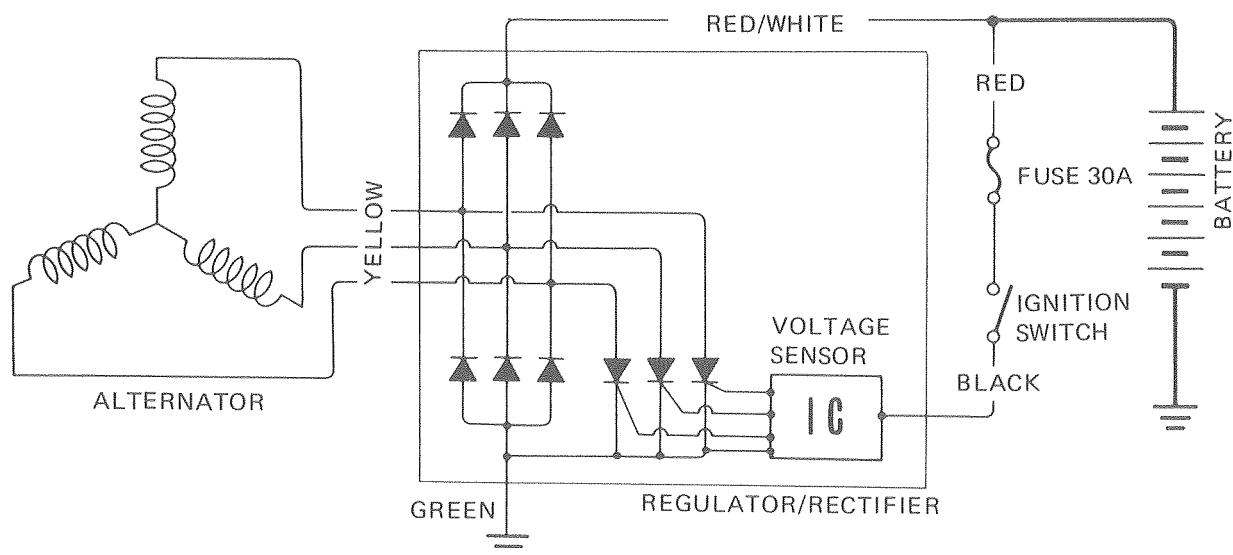 RED/WHITE
RED
FUSE 30A
BATTERY
YELLOW
IGNITION
SWITCH
VOLTAGE
SENSOR
BLACK
IC
ALTERNATOR
GREEN
REGULATOR/RECTIFIER